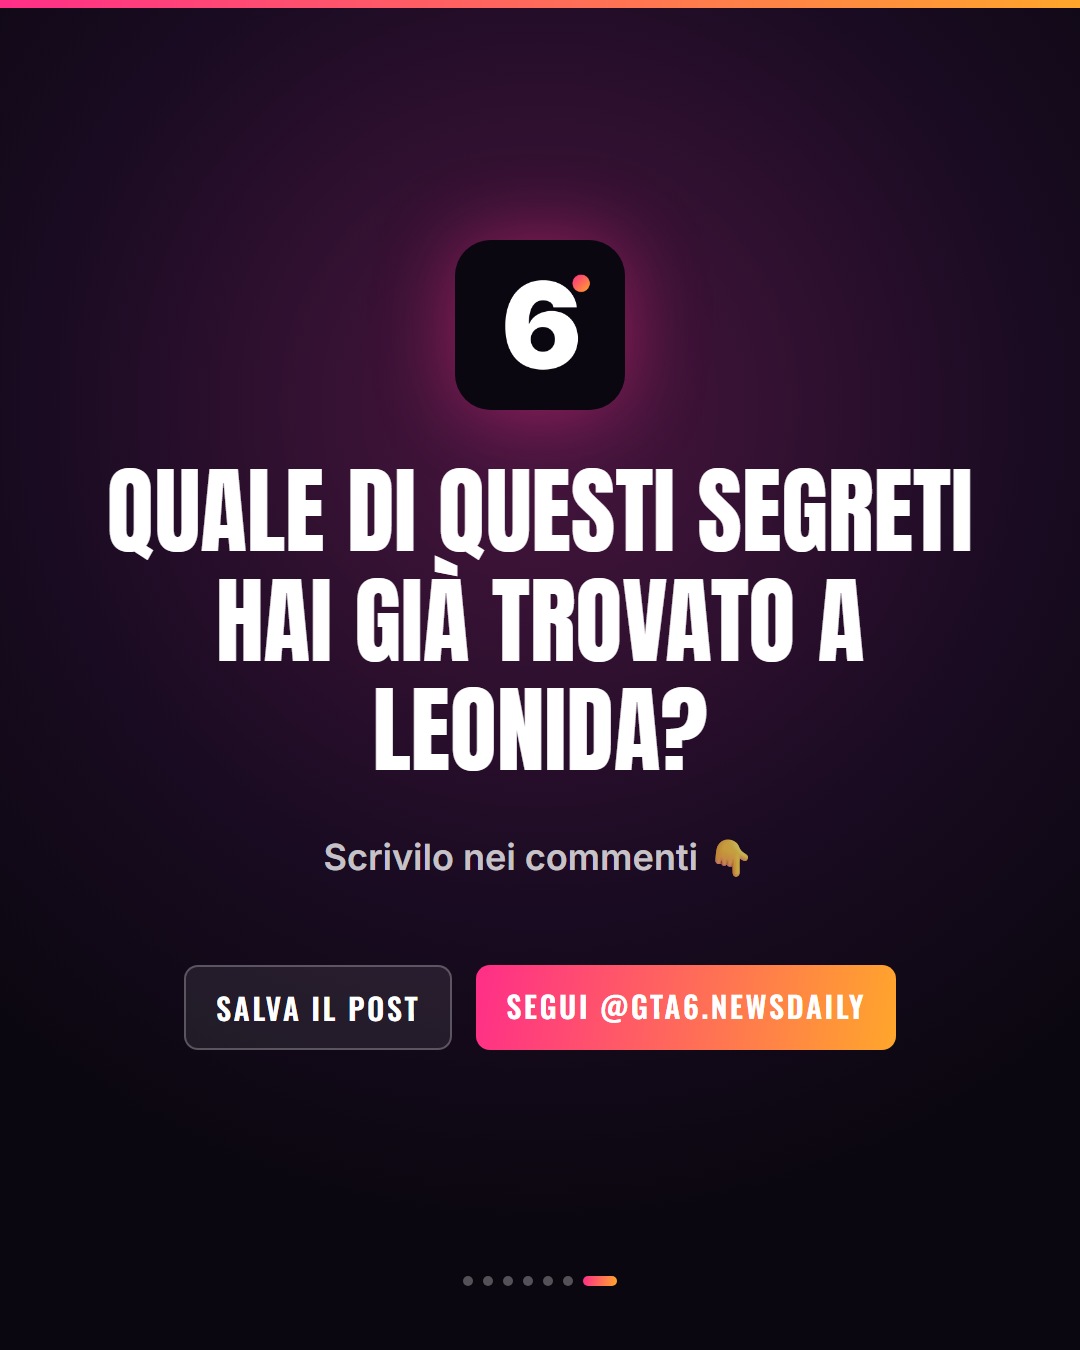 6
QUALE DI QUESTI SEGRETI
HAI GIÀ TROVATO A
LEONIDA?
Scrivilo nei commenti 👇
SALVA IL POST
SEGUI @GTA6.NEWSDAILY